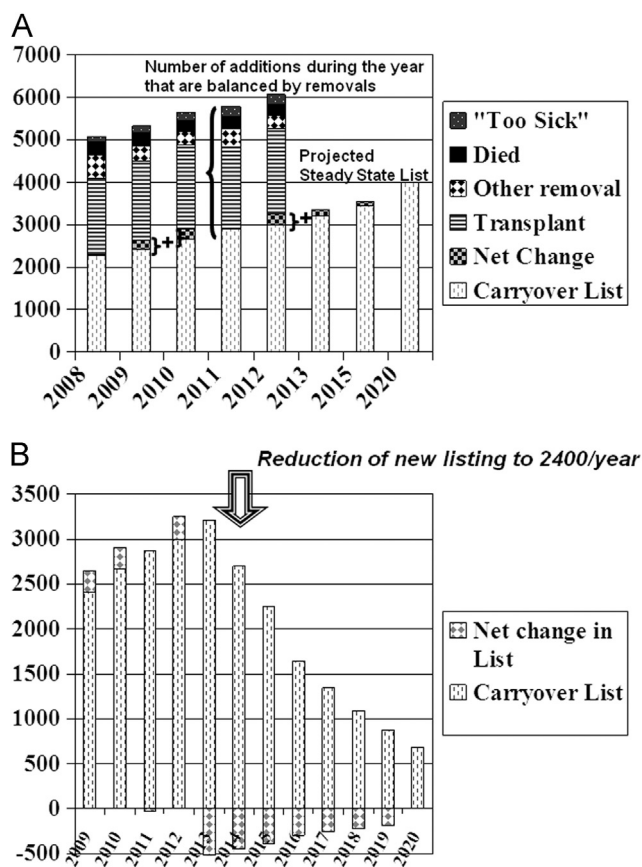 A
7000
6000
5000
4000
3000
2000
1000
0
Number of additions during the year
that are balanced by removals
Projected
Steady State List
+
+
2008
2009
2010
2011
2012
2013
2015
2020
"Too Sick"
Died
Other removal
Transplant
Net Change
Carryover List
B
Reduction of new listing to 2400/year
3500
3000
2500
2000
1500
1000
500
0
-500
2009
2010
2011
2012
2013
2014
2015
2016
2017
2018
2019
2020
Net change in
List
Carryover List